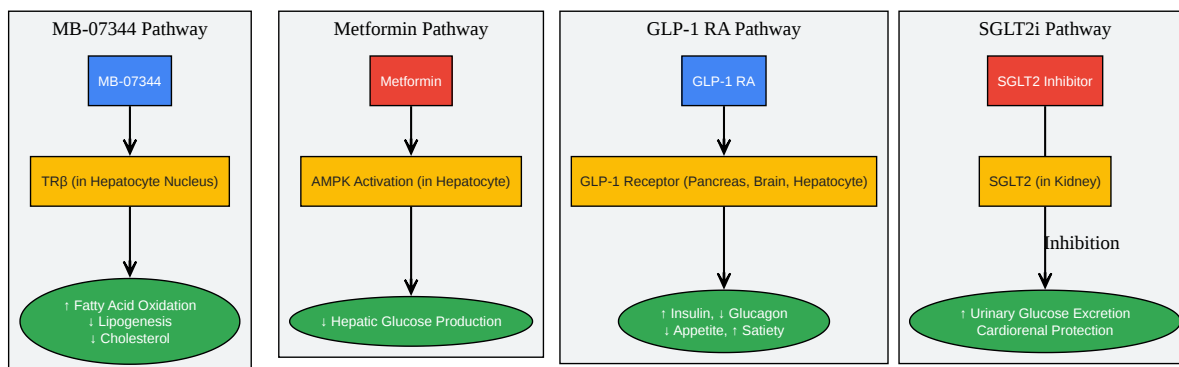 MB-07344 Pathway
MB-07344
TRβ (in Hepatocyte Nucleus)
↑ Fatty Acid Oxidation
↓ Lipogenesis
↓ Cholesterol
Metformin Pathway
Metformin
AMPK Activation (in Hepatocyte)
↓ Hepatic Glucose Production
GLP-1 RA Pathway
GLP-1 RA
GLP-1 Receptor (Pancreas, Brain, Hepatocyte)
↑ Insulin, ↓ Glucagon
↓ Appetite, ↑ Satiety
SGLT2i Pathway
SGLT2 Inhibitor
SGLT2 (in Kidney)
Inhibition
↑ Urinary Glucose Excretion
Cardiorenal Protection